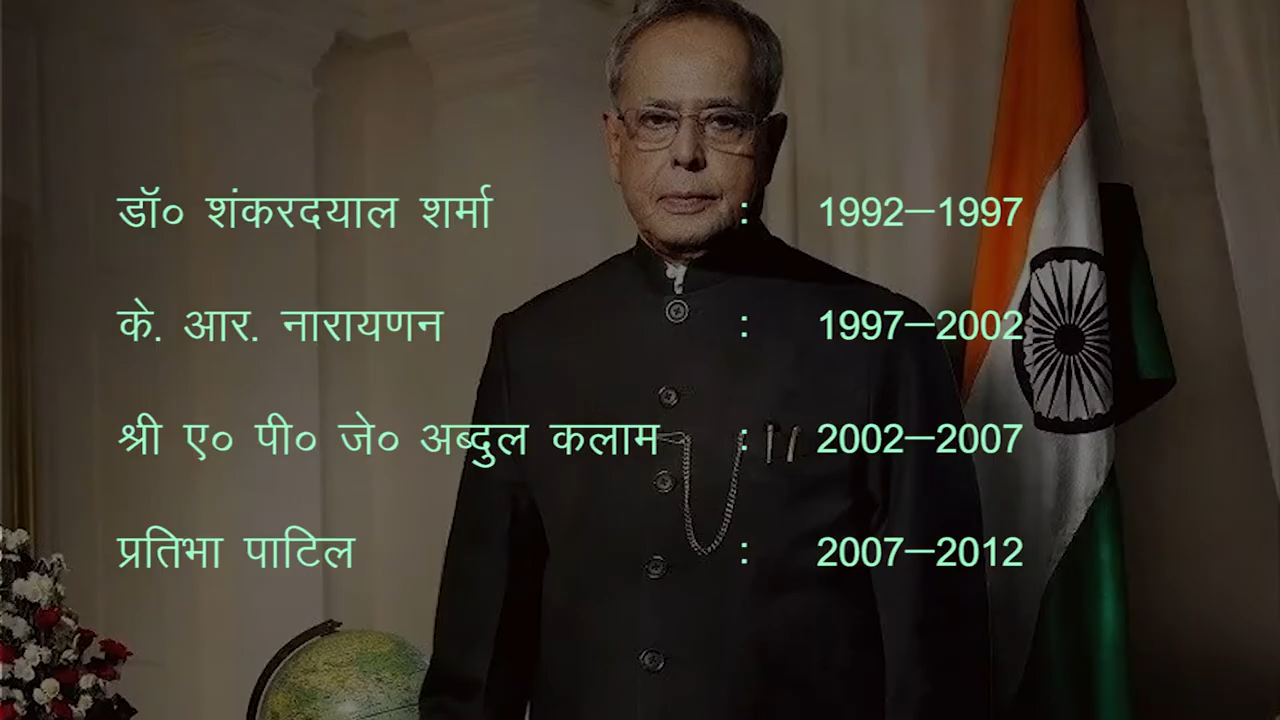 डॉ० शंकरदयाल शर्मा : 1992–1997
के. आर. नारायणन : 1997–2002
श्री ए० पी० जे० अब्दुल कलाम : 2002–2007
प्रतिभा पाटिल : 2007–2012